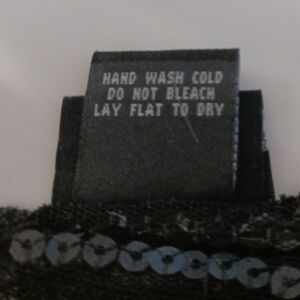 HAND WASH COLD
DO NOT BLEACH
LAY FLAT TO DRY